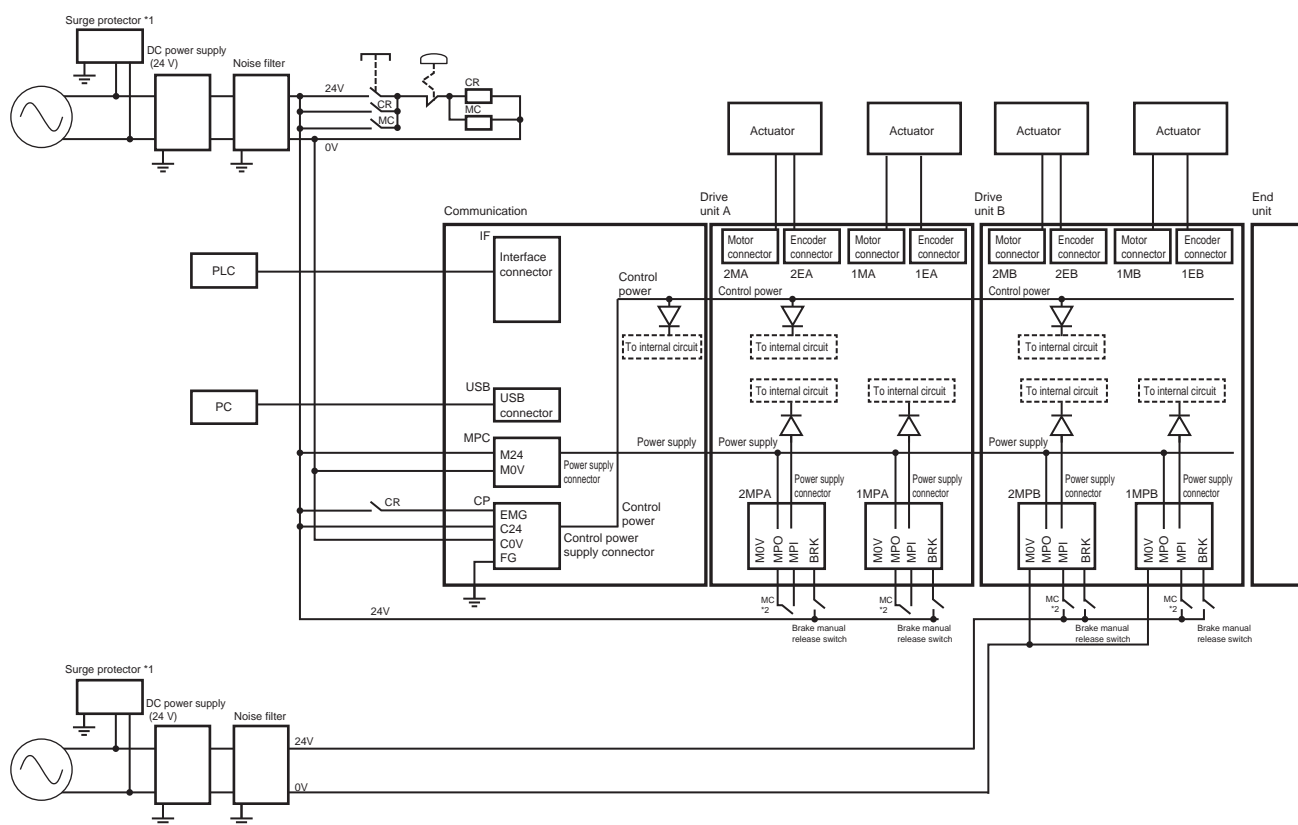 Surge protector *1
DC power supply
(24 V)
Noise filter
24V
CR
MC
0V
CR
MC
Actuator
Actuator
Actuator
Actuator
Communication
Drive
unit A
Drive
unit B
End
unit
IF
Interface
connector
PLC
Motor
connector
Encoder
connector
Motor
connector
Encoder
connector
Motor
connector
Encoder
connector
Motor
connector
Encoder
connector
2MA
2EA
1MA
1EA
2MB
2EB
1MB
1EB
Control
power
Control power
Control power
To internal circuit
To internal circuit
To internal circuit
To internal circuit
To internal circuit
To internal circuit
To internal circuit
PC
USB
USB
connector
MPC
M24
M0V
Power supply
connector
Power supply
Power supply
Power supply
CR
CP
EMG
C24
C0V
FG
Control
power
Control power
supply connector
2MPA
Power supply
connector
1MPA
Power supply
connector
2MPB
Power supply
connector
1MPB
Power supply
connector
M0V
MPO
MPI
BRK
M0V
MPO
MPI
BRK
M0V
MPO
MPI
BRK
M0V
MPO
MPI
BRK
24V
MC
*2
MC
*2
MC
*2
MC
*2
Brake manual
release switch
Brake manual
release switch
Brake manual
release switch
Brake manual
release switch
Surge protector *1
DC power supply
(24 V)
Noise filter
24V
0V